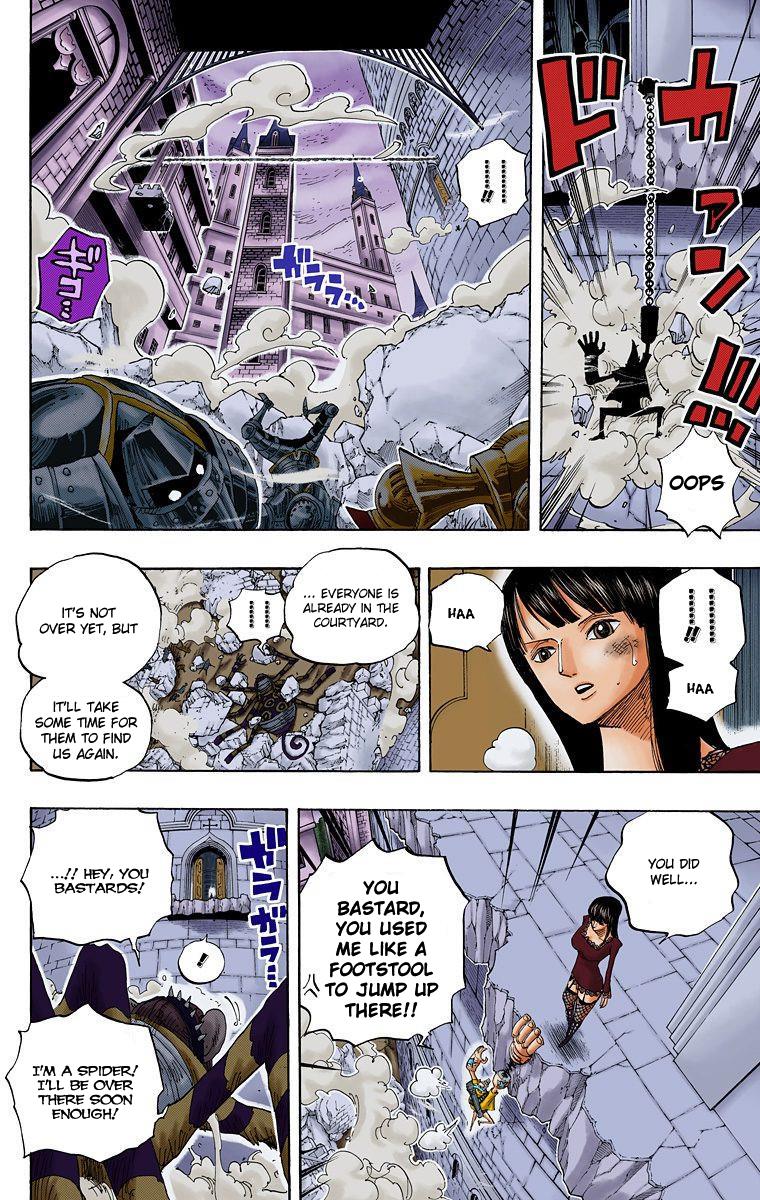 ドカァン!!!
OOPS
.......!!
ガララ...
ギコ...
.......!!
HAA
HAA
... EVERYONE IS
ALREADY IN THE
COURTYARD.
......
IT'S NOT
OVER YET, BUT
IT'LL TAKE
SOME TIME FOR
THEM TO FIND
US AGAIN.
YOU DID
WELL...
YOU
BASTARD,
YOU USED
ME LIKE A
FOOTSTOOL
TO JUMP UP
THERE!!
ガラガラ...
...!! HEY, YOU
BASTARDS!
!
I'M A SPIDER!
I'LL BE OVER
THERE SOON
ENOUGH!